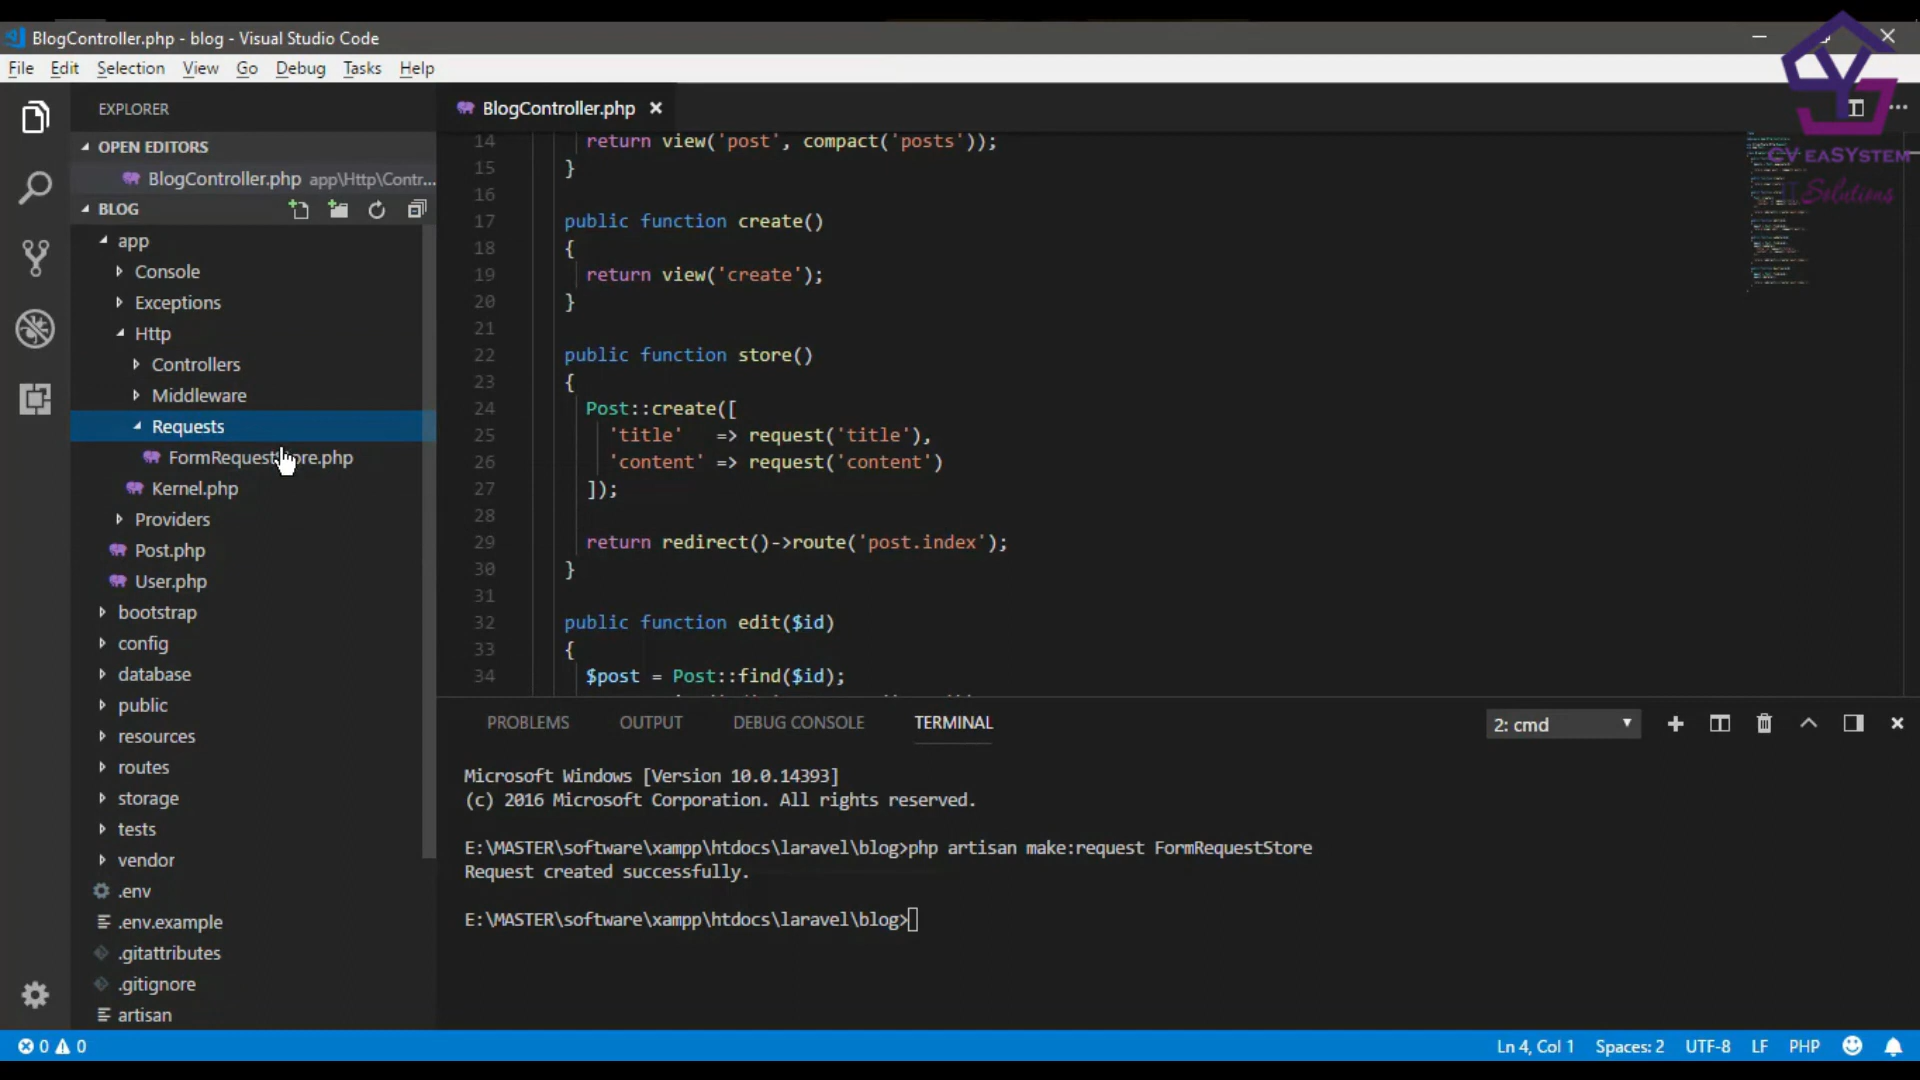 BlogController.php - blog - Visual Studio Code
File Edit Selection View Go Debug Tasks Help
EXPLORER
OPEN EDITORS
BlogController.php app\Http\Contr...
BLOG
app
Console
Exceptions
Http
Controllers
Middleware
Requests
FormRequestStore.php
Kernel.php
Providers
Post.php
User.php
bootstrap
config
database
public
resources
routes
storage
tests
vendor
.env
.env.example
.gitattributes
.gitignore
artisan
BlogController.php
14 return view('post', compact('posts'));
15 }
16
17 public function create()
18 {
19 return view('create');
20 }
21
22 public function store()
23 {
24 Post::create([
25 'title' => request('title'),
26 'content' => request('content')
27 ]);
28
29 return redirect()->route('post.index');
30 }
31
32 public function edit($id)
33 {
34 $post = Post::find($id);
CV eaSYstem
IT Solutions
PROBLEMS OUTPUT DEBUG CONSOLE TERMINAL 2: cmd
Microsoft Windows [Version 10.0.14393]
(c) 2016 Microsoft Corporation. All rights reserved.
E:\MASTER\software\xampp\htdocs\laravel\blog>php artisan make:request FormRequestStore
Request created successfully.
E:\MASTER\software\xampp\htdocs\laravel\blog>
0 0 Ln 4, Col 1 Spaces: 2 UTF-8 LF PHP